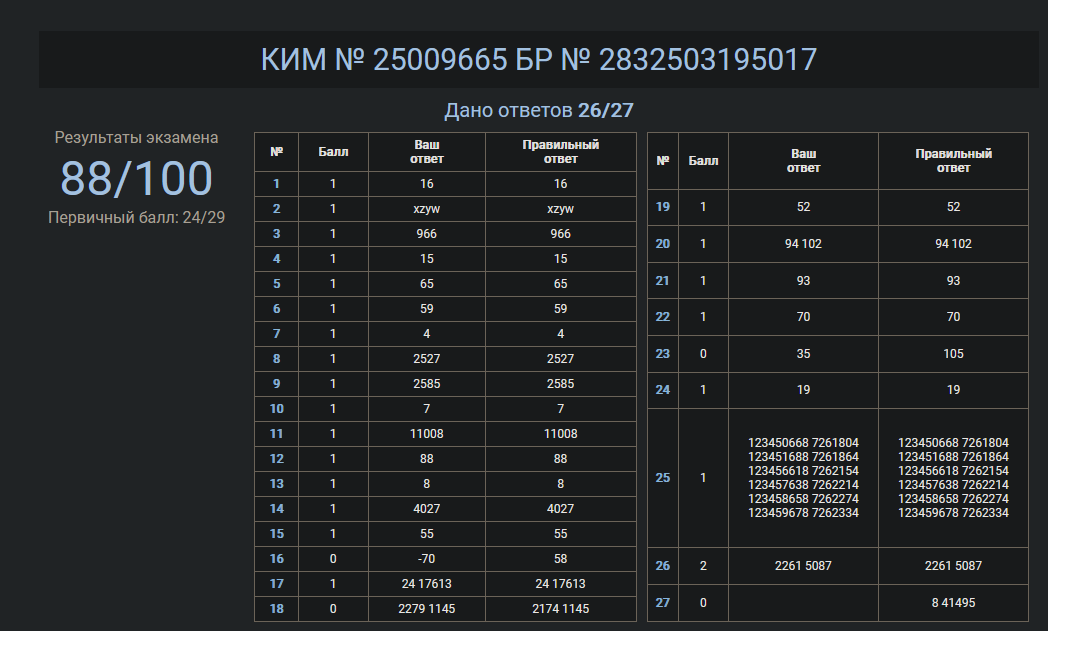 КИМ № 25009665 БР № 2832503195017
Дано ответов 26/27
Результаты экзамена
88/100
Первичный балл: 24/29
№ Балл Ваш ответ Правильный ответ
1 1 16 16
2 1 xzyw xzyw
3 1 966 966
4 1 15 15
5 1 65 65
6 1 59 59
7 1 4 4
8 1 2527 2527
9 1 2585 2585
10 1 7 7
11 1 11008 11008
12 1 88 88
13 1 8 8
14 1 4027 4027
15 1 55 55
16 0 -70 58
17 1 24 17613 24 17613
18 0 2279 1145 2174 1145
№ Балл Ваш ответ Правильный ответ
19 1 52 52
20 1 94 102 94 102
21 1 93 93
22 1 70 70
23 0 35 105
24 1 19 19
123450668 7261804 123450668 7261804
123451688 7261864 123451688 7261864
123456618 7262154 123456618 7262154
25 1 123457638 7262214 123457638 7262214
123458658 7262274 123458658 7262274
123459678 7262334 123459678 7262334
26 2 2261 5087 2261 5087
27 0 8 41495